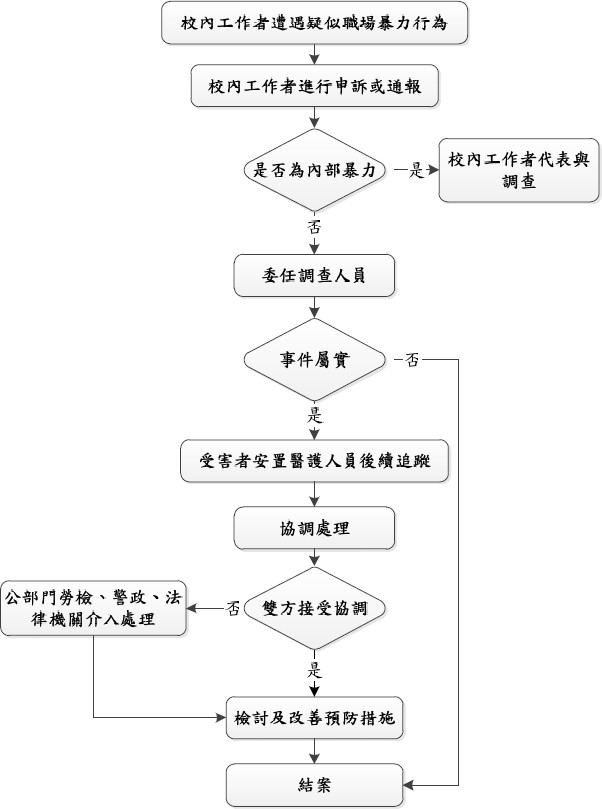 校內工作者遭遇疑似職場暴力行為
校內工作者進行申訴或通報
是否為內部暴力
是
校內工作者代表與
調查
否
委任調查人員
事件屬實
否
是
受害者安置醫護人員後續追蹤
協調處理
雙方接受協調
否
公部門勞檢、警政、法
律機關介入處理
是
檢討及改善預防措施
結案